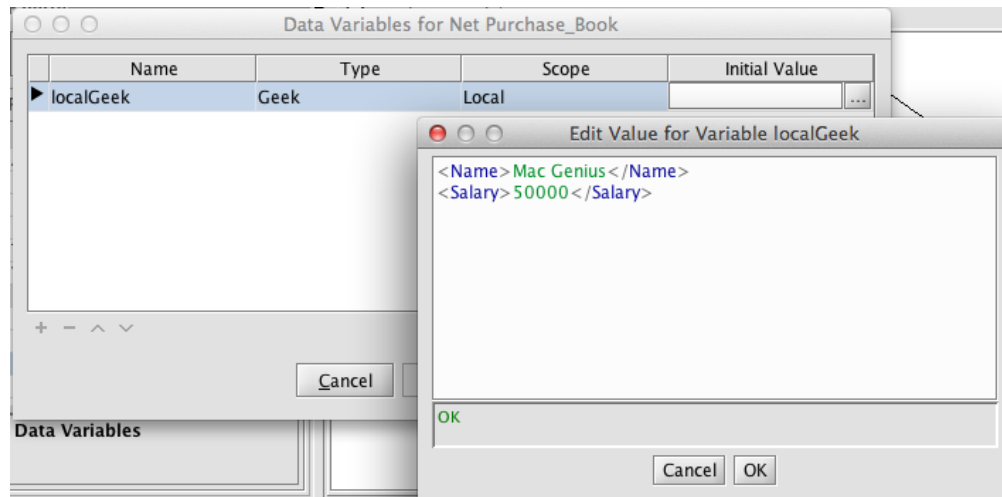 Data Variables for Net Purchase_Book
Name Type Scope Initial Value
localGeek Geek Local ...
Edit Value for Variable localGeek
<Name>Mac Genius</Name>
<Salary>50000</Salary>
Cancel
OK
Data Variables
Cancel OK